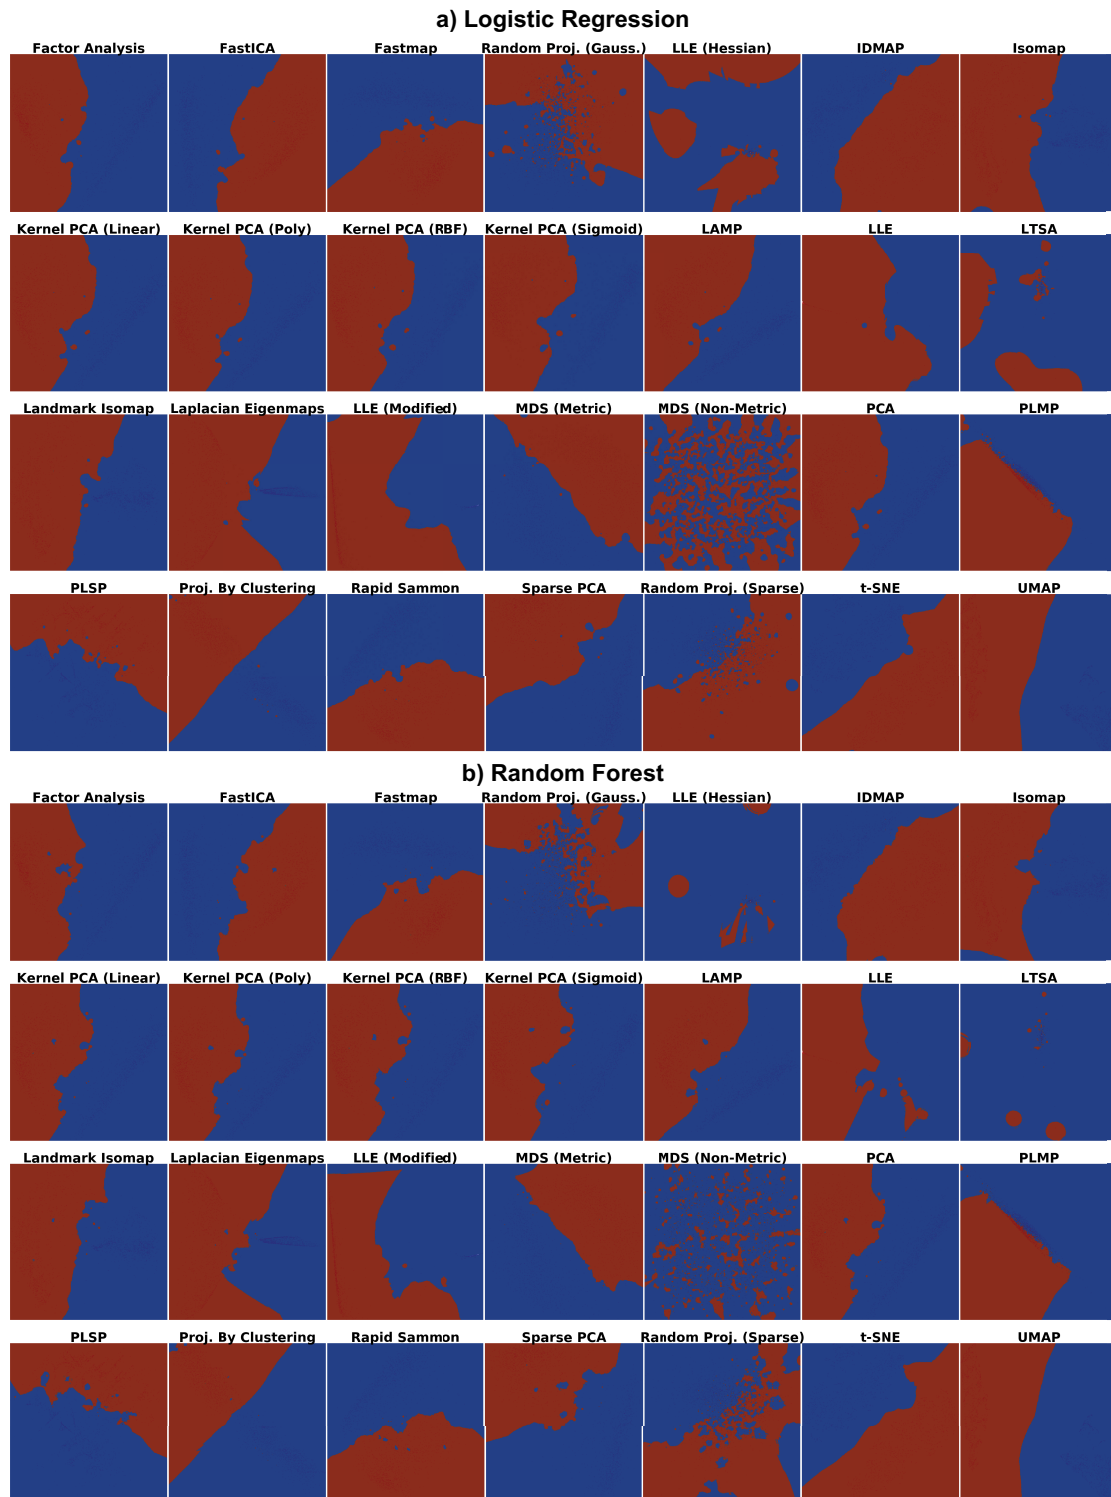 a) Logistic Regression
Factor Analysis FastICA Fastmap Random Proj. (Gauss.) LLE (Hessian) IDMAP Isomap
Kernel PCA (Linear) Kernel PCA (Poly) Kernel PCA (RBF) Kernel PCA (Sigmoid) LAMP LLE LTSA
Landmark Isomap Laplacian Eigenmaps LLE (Modified) MDS (Metric) MDS (Non-Metric) PCA PLMP
PLSP Proj. By Clustering Rapid Sammon Sparse PCA Random Proj. (Sparse) t-SNE UMAP
b) Random Forest
Factor Analysis FastICA Fastmap Random Proj. (Gauss.) LLE (Hessian) IDMAP Isomap
Kernel PCA (Linear) Kernel PCA (Poly) Kernel PCA (RBF) Kernel PCA (Sigmoid) LAMP LLE LTSA
Landmark Isomap Laplacian Eigenmaps LLE (Modified) MDS (Metric) MDS (Non-Metric) PCA PLMP
PLSP Proj. By Clustering Rapid Sammon Sparse PCA Random Proj. (Sparse) t-SNE UMAP